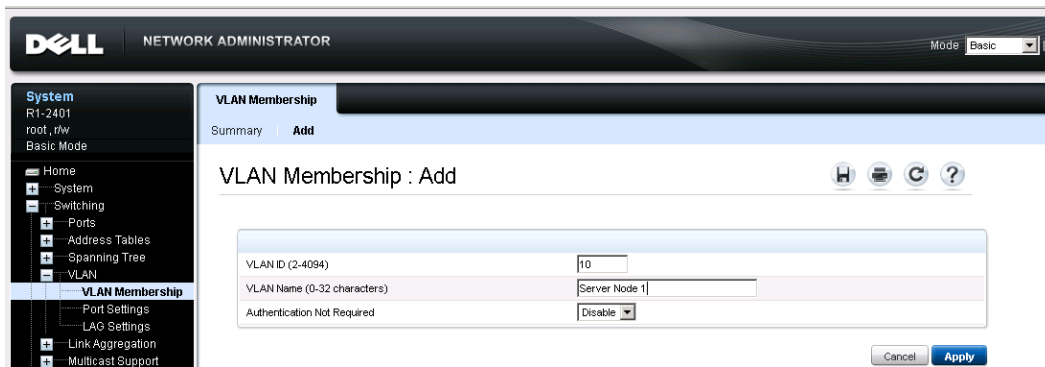 DELL NETWORK ADMINISTRATOR Mode Basic
System
R1-2401
root , r/w
Basic Mode
Home
System
Switching
Ports
Address Tables
Spanning Tree
VLAN
VLAN Membership
Port Settings
LAG Settings
Link Aggregation
Multicast Support
VLAN Membership
Summary Add
VLAN Membership : Add
VLAN ID (2-4094) 10
VLAN Name (0-32 characters) Server Node 1
Authentication Not Required Disable
Cancel Apply